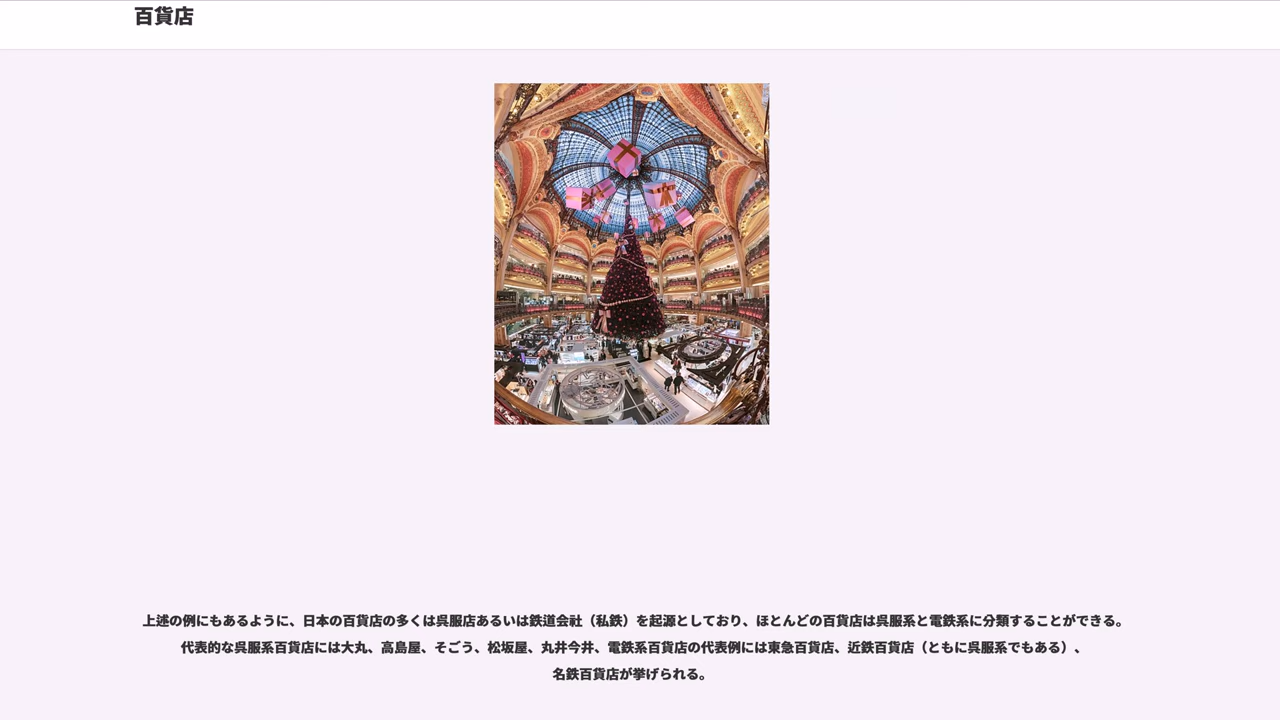 百貨店
上述の例にもあるように、日本の百貨店の多くは呉服店あるいは鉄道会社（私鉄）を起源としており、ほとんどの百貨店は呉服系と電鉄系に分類することができる。
代表的な呉服系百貨店には大丸、高島屋、そごう、松坂屋、丸井今井、電鉄系百貨店の代表例には東急百貨店、近鉄百貨店（ともに呉服系でもある）、
名鉄百貨店が挙げられる。